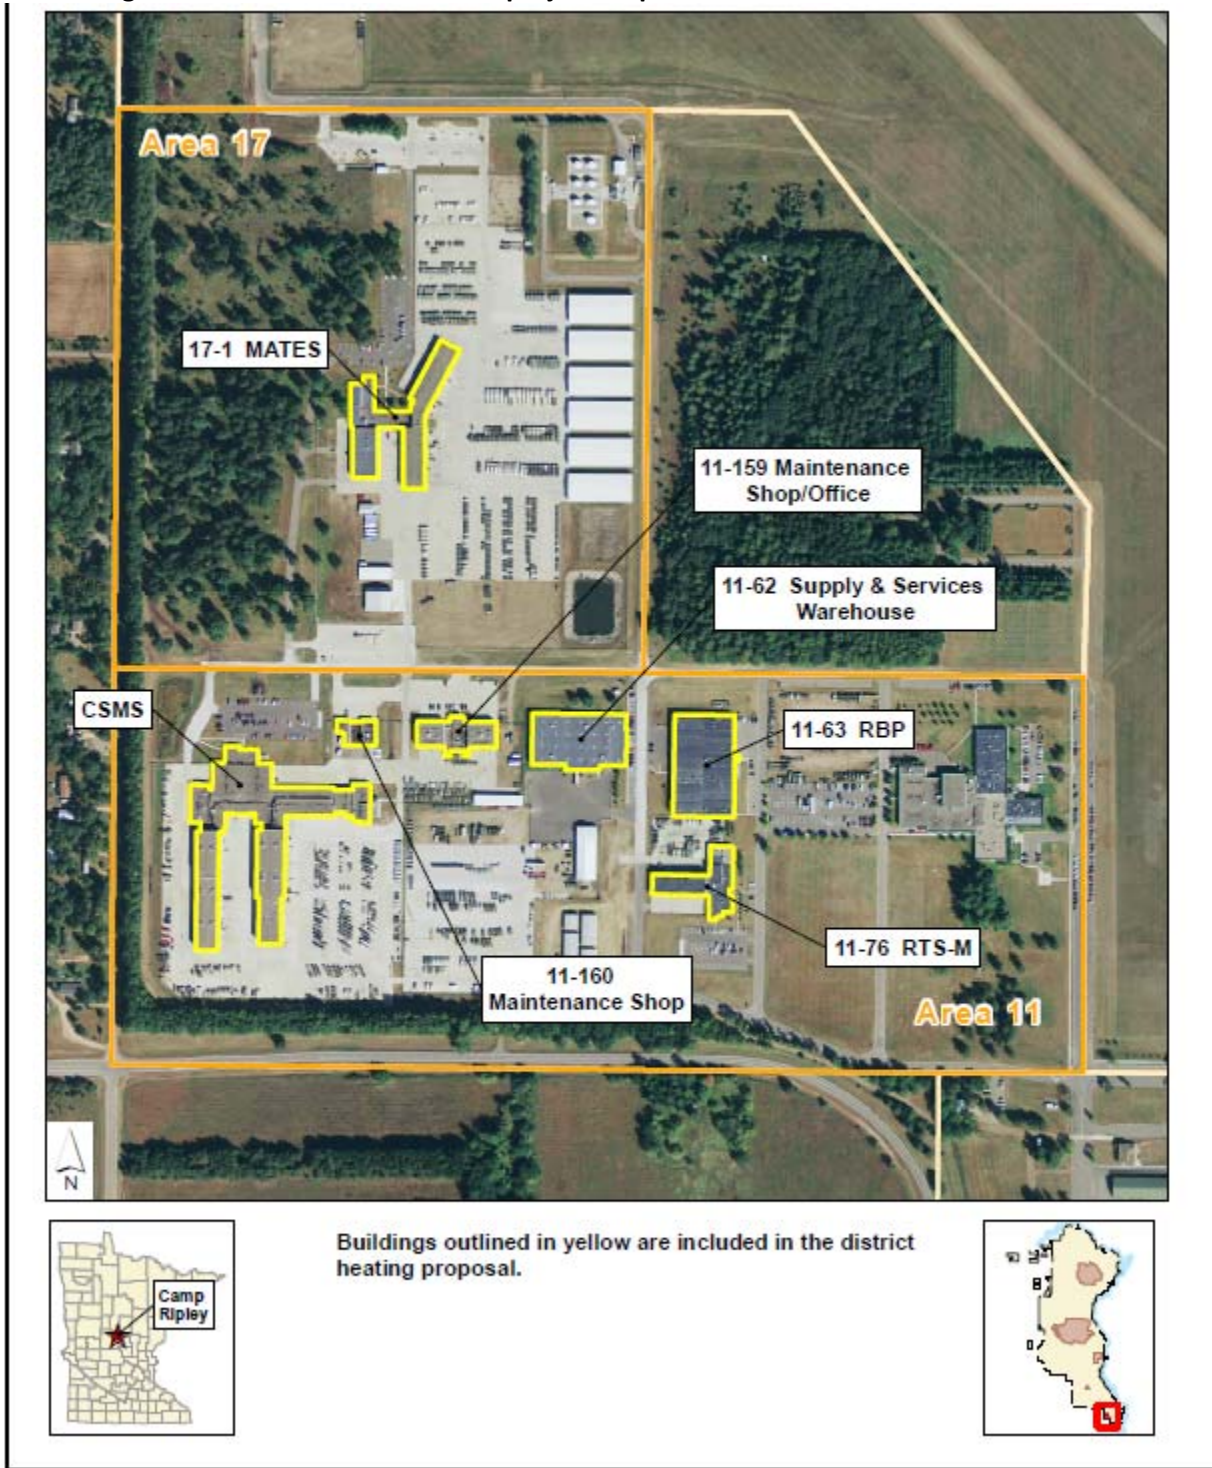 Area 17
17-1 MATES
11-159 Maintenance
Shop/Office
11-62 Supply & Services
Warehouse
CSMS
11-63 RBP
11-76 RTS-M
11-160
Maintenance Shop
Area 11
N
Buildings outlined in yellow are included in the district
heating proposal.
Camp
Ripley